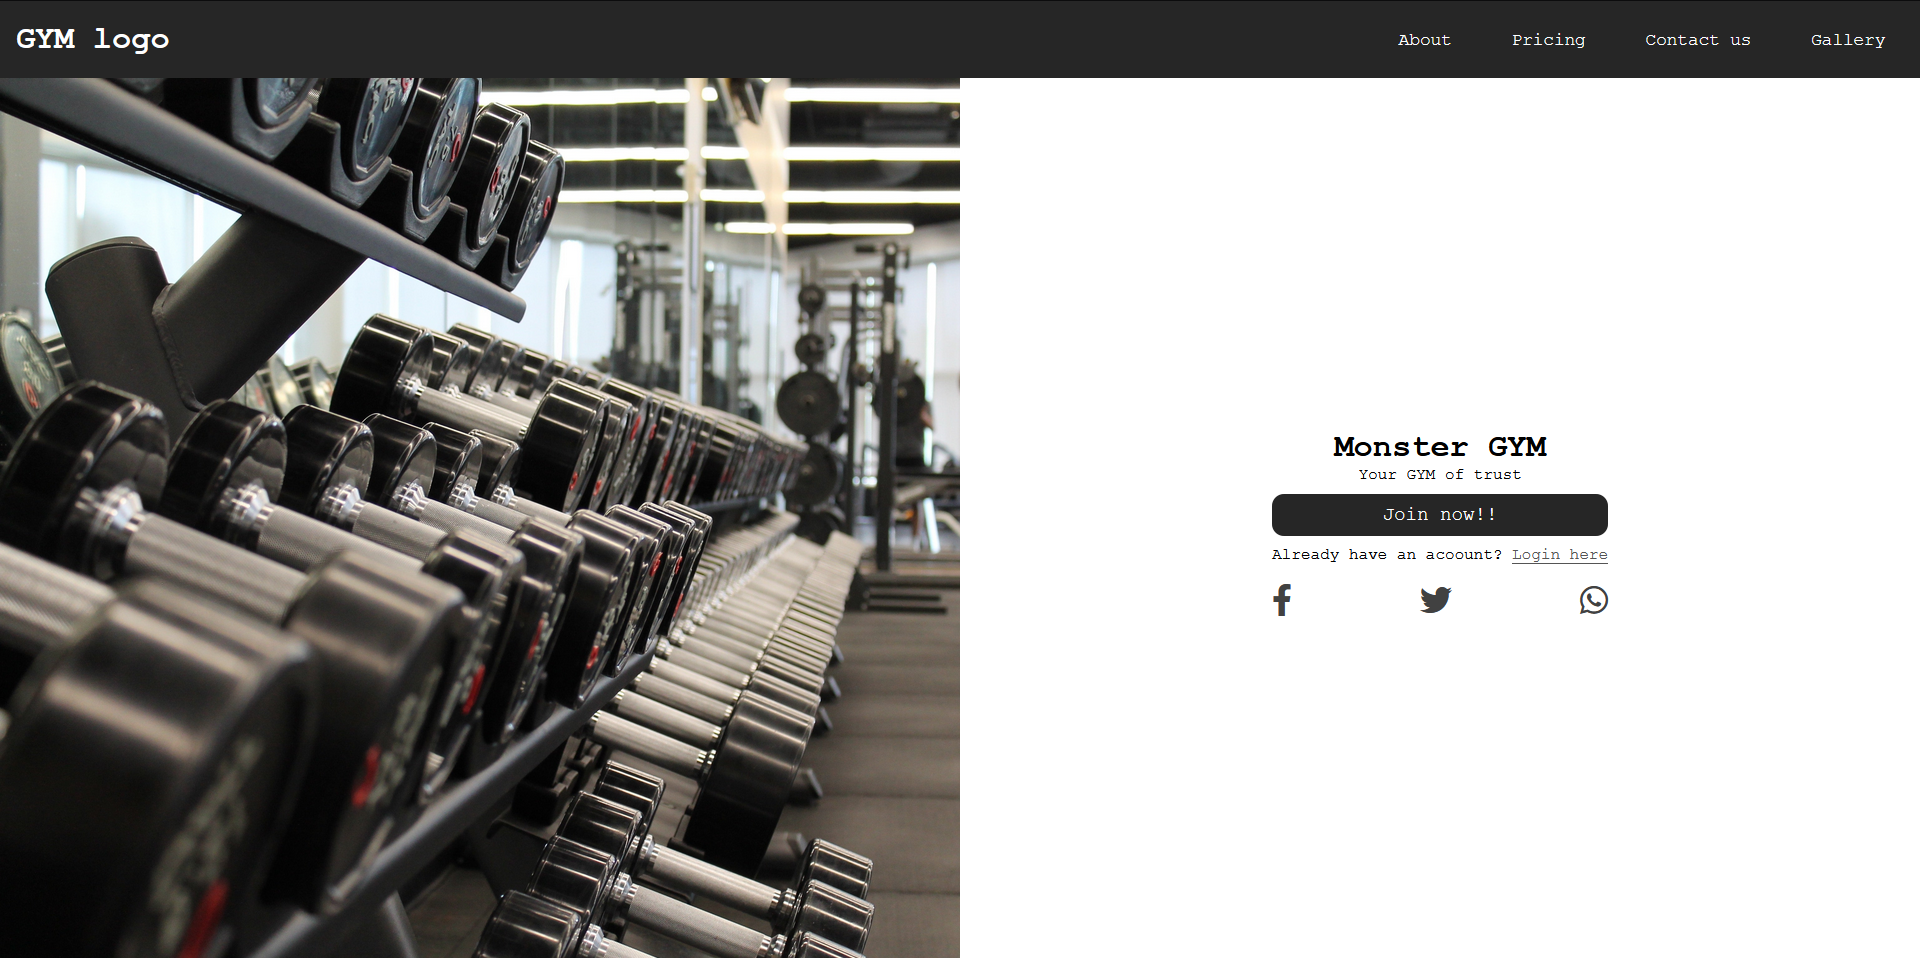 GYM logo
About Pricing Contact us Gallery
Monster GYM
Your GYM of trust
Join now!!
Already have an acoount? Login here